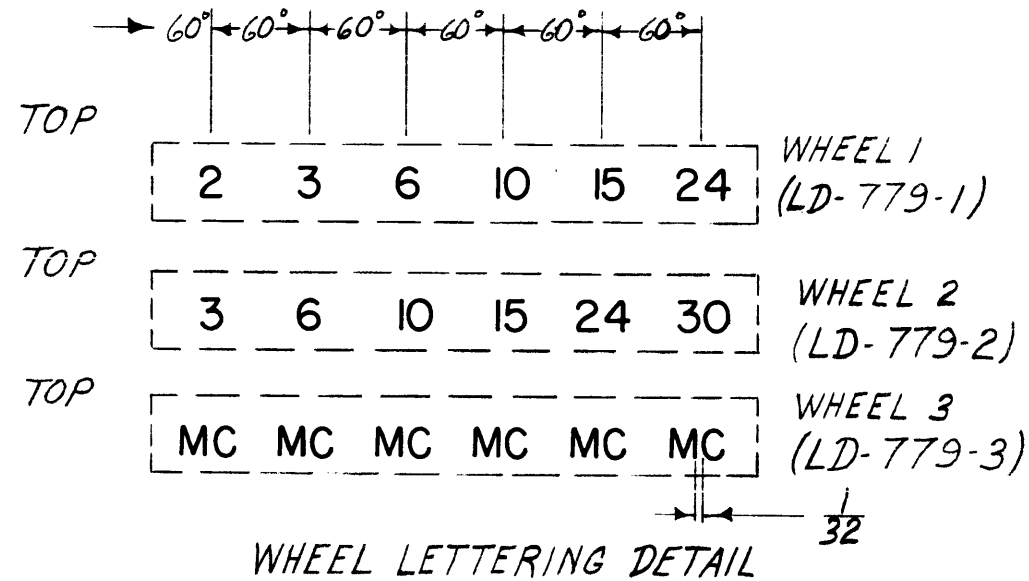 60° 60° 60° 60° 60° 60°
TOP
2 3 6 10 15 24
WHEEL 1
(LD-779-1)
TOP
3 6 10 15 24 30
WHEEL 2
(LD-779-2)
TOP
MC MC MC MC MC MC
WHEEL 3
(LD-779-3)
1/32
WHEEL LETTERING DETAIL